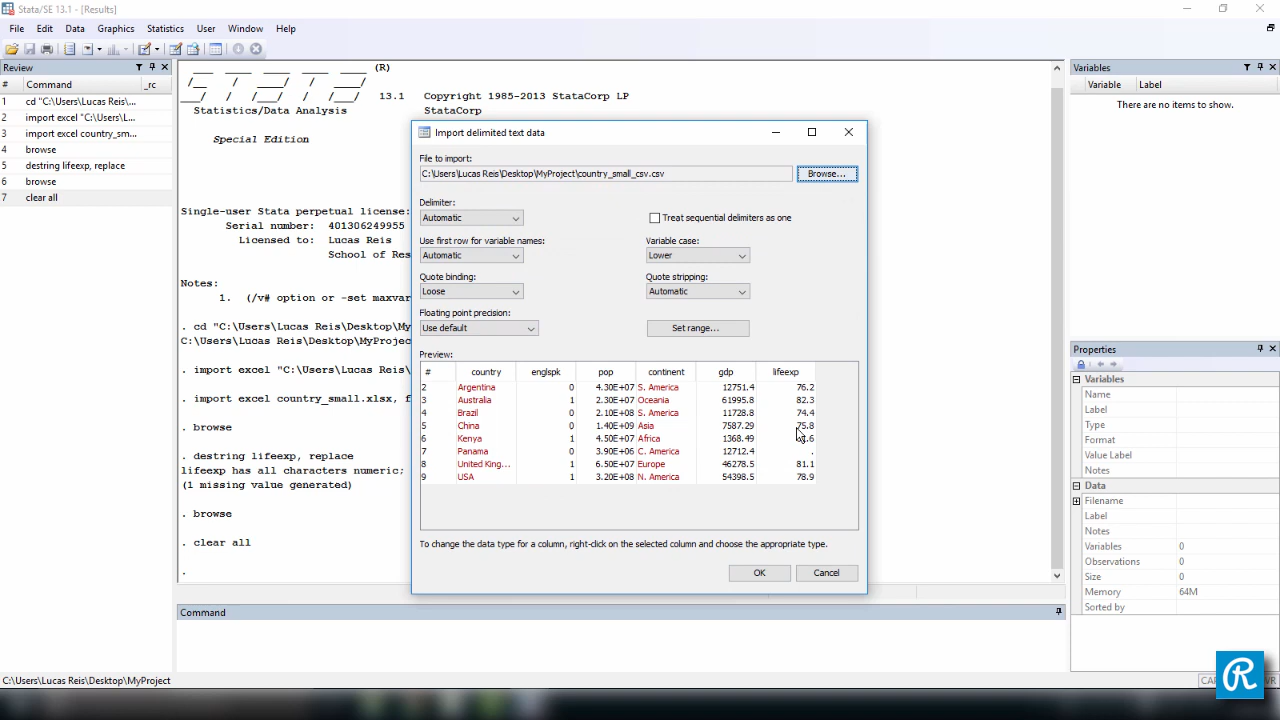 Stata/SE 13.1 - [Results]
File Edit Data Graphics Statistics User Window Help
Review
# Command _rc
1 cd "C:\Users\Lucas Reis\Desktop\MyProject...
2 import excel "C:\Users\L...
3 import excel country_sm...
4 browse
5 destring lifeexp, replace
6 browse
7 clear all
(R)
13.1 Copyright 1985-2013 StataCorp LP
Statistics/Data Analysis StataCorp
Special Edition
Single-user Stata perpetual license:
Serial number: 401306249955
Licensed to: Lucas Reis
School of Res
Notes:
1. (/v# option or -set maxvar
. cd "C:\Users\Lucas Reis\Desktop\My
C:\Users\Lucas Reis\Desktop\MyProject
. import excel "C:\Users\Lucas Reis\
. import excel country_small.xlsx, f
. browse
. destring lifeexp, replace
lifeexp has all characters numeric;
(1 missing value generated)
. browse
. clear all
.
Import delimited text data
File to import:
C:\Users\Lucas Reis\Desktop\MyProject\country_small_csv.csv Browse...
Delimiter:
Automatic Treat sequential delimiters as one
Use first row for variable names: Variable case:
Automatic Lower
Quote binding: Quote stripping:
Loose Automatic
Floating point precision:
Use default Set range...
Preview:
# country englspk pop continent gdp lifeexp
2 Argentina 0 4.30E+07 S. America 12751.4 76.2
3 Australia 1 2.30E+07 Oceania 61995.8 82.3
4 Brazil 0 2.10E+08 S. America 11728.8 74.4
5 China 0 1.40E+09 Asia 7587.29 75.8
6 Kenya 1 4.50E+07 Africa 1368.49 .6
7 Panama 0 3.90E+06 C. America 12712.4 .
8 United King... 1 6.50E+07 Europe 46278.5 81.1
9 USA 1 3.20E+08 N. America 54398.5 78.9
To change the data type for a column, right-click on the selected column and choose the appropriate type.
OK Cancel
Command
Variables
Variable Label
There are no items to show.
Properties
Variables
Name
Label
Type
Format
Value Label
Notes
Data
Filename
Label
Notes
Variables 0
Observations 0
Size 0
Memory 64M
Sorted by
C:\Users\Lucas Reis\Desktop\MyProject
CAP
VR
R